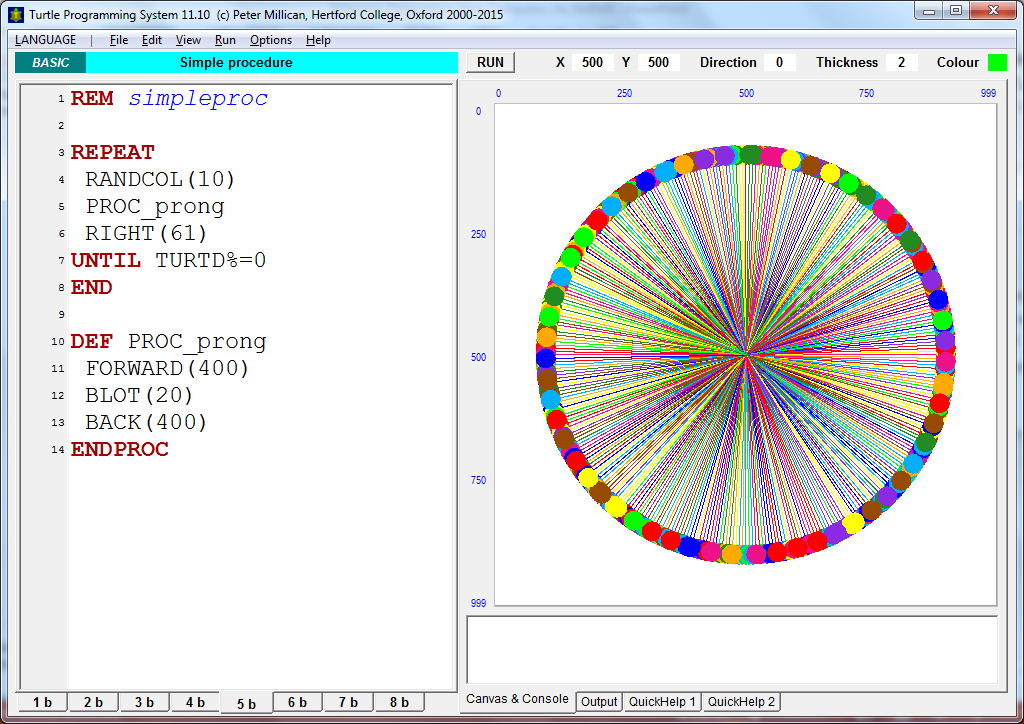 Turtle Programming System 11.10 (c) Peter Millican, Hertford College, Oxford 2000-2015
LANGUAGE | File Edit View Run Options Help
BASIC Simple procedure
RUN X 500 Y 500 Direction 0 Thickness 2 Colour
1 REM simpleproc
2
3 REPEAT
4 RANDCOL(10)
5 PROC_prong
6 RIGHT(61)
7 UNTIL TURTD%=0
8 END
9
10 DEF PROC_prong
11 FORWARD(400)
12 BLOT(20)
13 BACK(400)
14 ENDPROC
0 250 500 750 999
0
250
500
750
999
1 b 2 b 3 b 4 b 5 b 6 b 7 b 8 b
Canvas & Console Output QuickHelp 1 QuickHelp 2